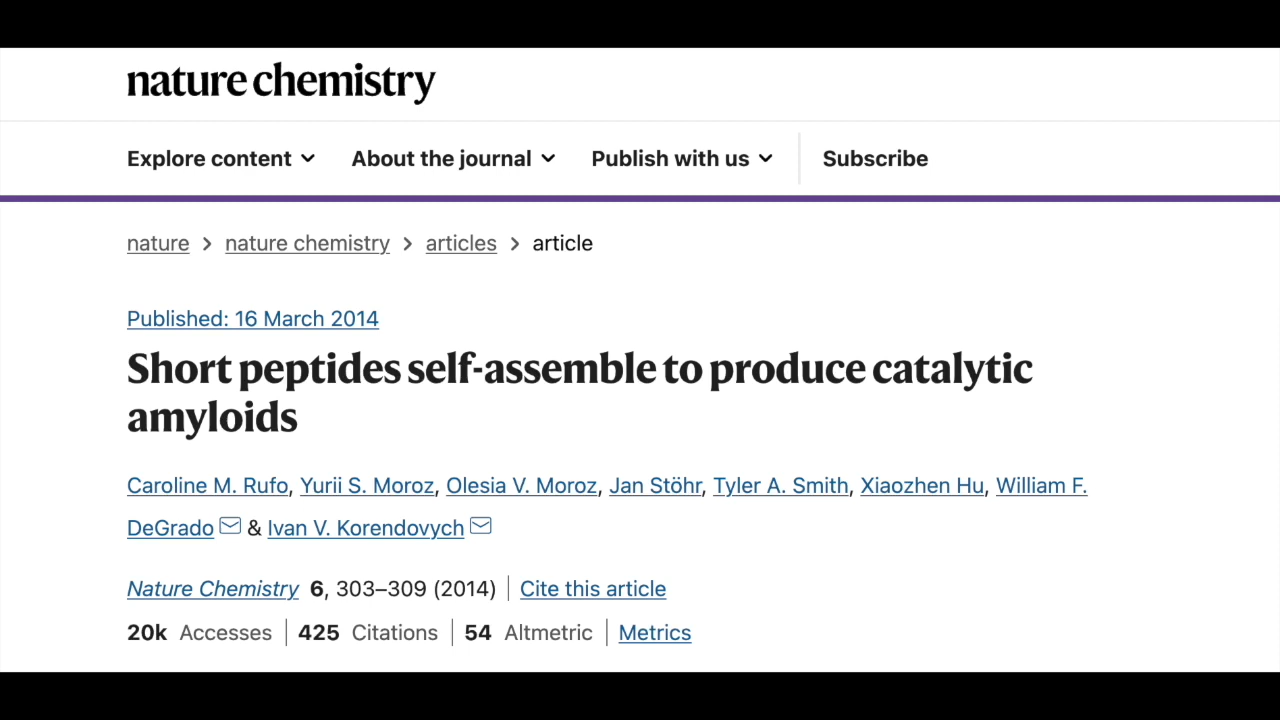 nature chemistry
Explore content About the journal Publish with us Subscribe
nature > nature chemistry > articles > article
Published: 16 March 2014
Short peptides self-assemble to produce catalytic
amyloids
Caroline M. Rufo, Yurii S. Moroz, Olesia V. Moroz, Jan Stöhr, Tyler A. Smith, Xiaozhen Hu, William F.
DeGrado & Ivan V. Korendovych
Nature Chemistry 6, 303–309 (2014) | Cite this article
20k Accesses | 425 Citations | 54 Altmetric | Metrics